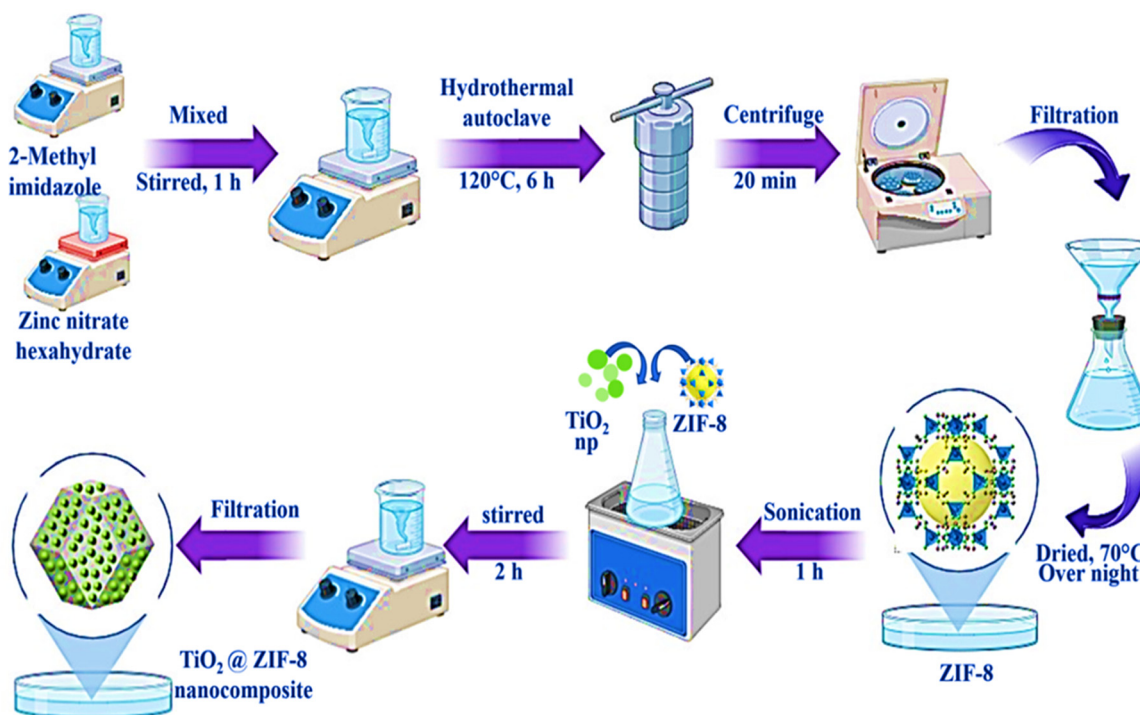 2-Methyl
imidazole
Zinc nitrate
hexahydrate
Mixed
Stirred, 1 h
Hydrothermal
autoclave
120°C, 6 h
Centrifuge
20 min
Filtration
Dried, 70°C
Over night
ZIF-8
Sonication
1 h
TiO₂
np
ZIF-8
stirred
2 h
Filtration
TiO₂ @ ZIF-8
nanocomposite